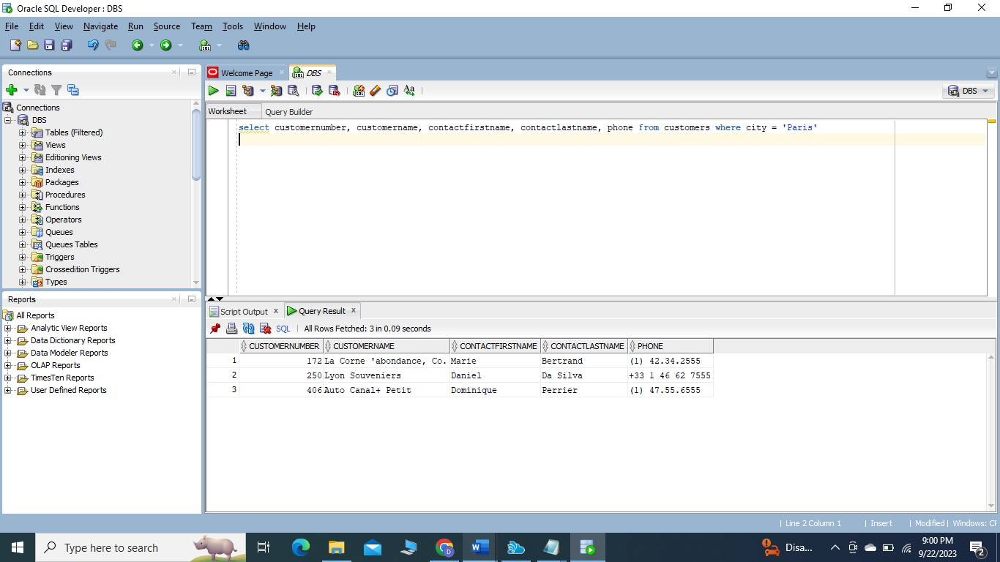 Oracle SQL Developer : DBS
File Edit View Navigate Run Source Team Tools Window Help
Connections
Welcome Page
DBS
DBS
Connections
DBS
Tables (Filtered)
Views
Editioning Views
Indexes
Packages
Procedures
Functions
Operators
Queues
Queues Tables
Triggers
Crossedition Triggers
Types
Worksheet Query Builder
select customernumber, customername, contactfirstname, contactlastname, phone from customers where city = 'Paris'
Reports
All Reports
Analytic View Reports
Data Dictionary Reports
Data Modeler Reports
OLAP Reports
TimesTen Reports
User Defined Reports
Script Output x Query Result x
SQL | All Rows Fetched: 3 in 0.09 seconds
CUSTOMERNUMBER CUSTOMERNAME CONTACTFIRSTNAME CONTACTLASTNAME PHONE
1 172 La Corne 'abondance, Co. Marie Bertrand (1) 42.34.2555
2 250 Lyon Souveniers Daniel Da Silva +33 1 46 62 7555
3 406 Auto Canal+ Petit Dominique Perrier (1) 47.55.6555
| Line 2 Column 1 | Insert | Modified | Windows: CF
Type here to search
Disa...
9:00 PM
9/22/2023
2